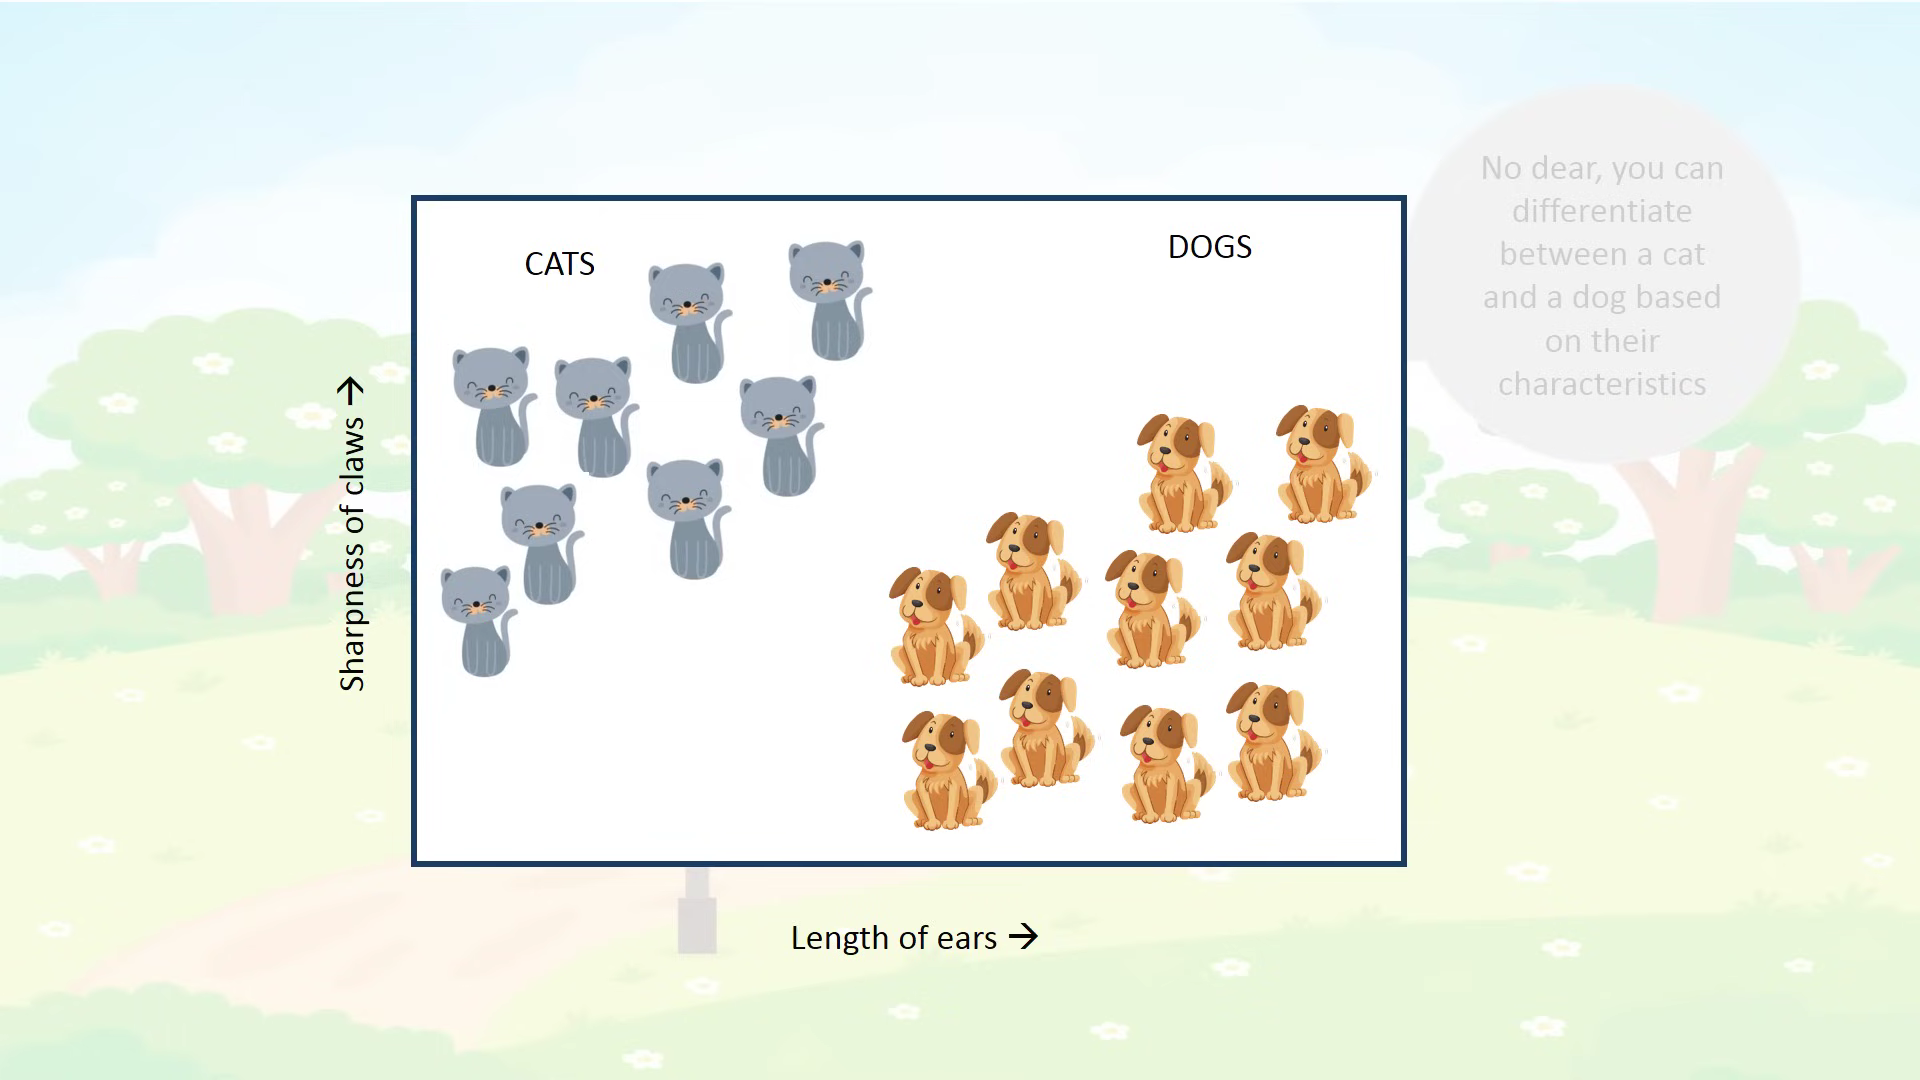 No dear, you can
differentiate
between a cat
and a dog based
on their
characteristics
CATS
DOGS
Sharpness of claws →
Length of ears →